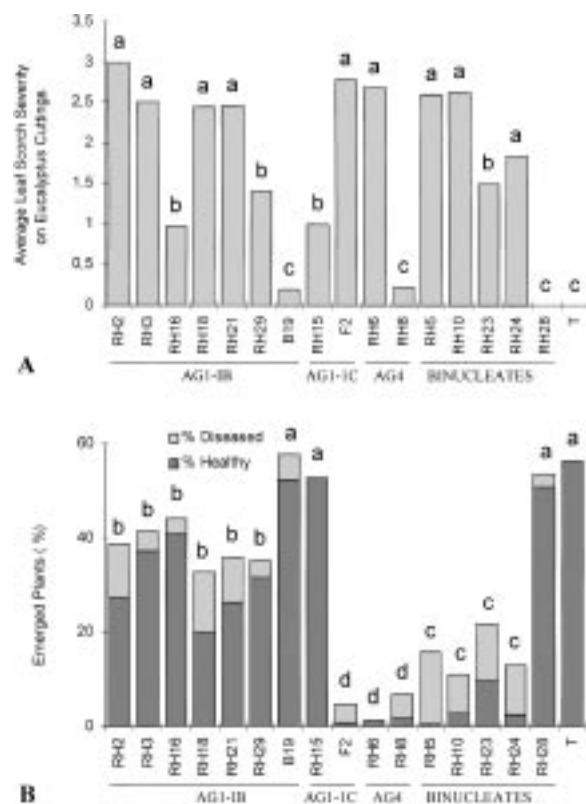 3.5
3
2.5
2
1.5
1
0.5
0
Average Leaf Scorch Severity
on Eucalyptus Cuttings
a a b a a b c b a a c a a b a c c
RH2 RH3 RH16 RH18 RH21 RH29 B19 RH15 F2 RH6 RH8 RH5 RH10 RH23 RH24 RH28 T
AG1-IB AG1-1C AG4 BINUCLEATES
A
60
40
20
0
Emerged Plants (%)
% Diseased
% Healthy
b b b b b b a a d d d c c c c a a
RH2 RH3 RH16 RH18 RH21 RH29 B19 RH15 F2 RH6 RH8 RH5 RH10 RH23 RH24 RH28 T
AG1-IB AG1-1C AG4 BINUCLEATES
B